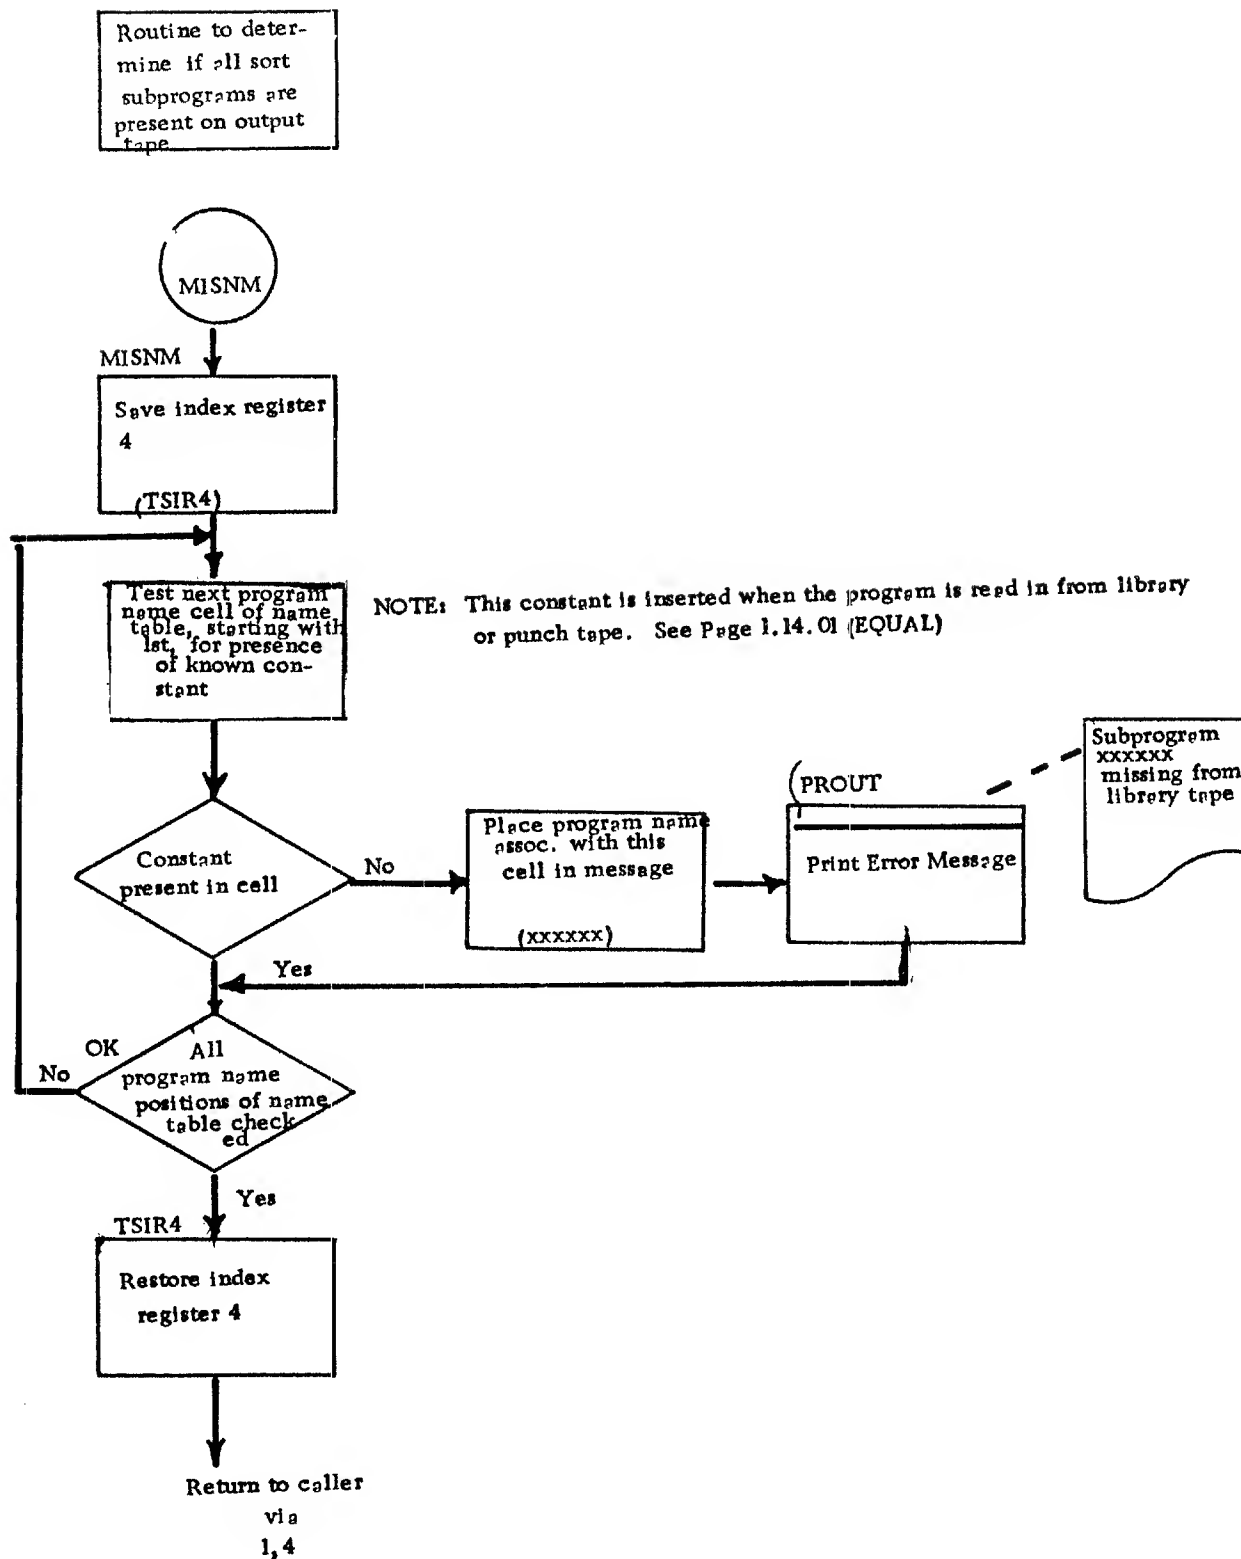 Routine to deter-
mine if all sort
subprograms are
present on output
tape
MISNM
MISNM
Save index register
4
(TSIR4)
Test next program
name cell of name
table, starting with
1st, for presence
of known con-
stant
NOTE: This constant is inserted when the program is read in from library
or punch tape. See Page 1.14.01 (EQUAL)
Constant
present in cell
No
Place program name
assoc. with this
cell in message
(xxxxxx)
(PROUT
Print Error Message
Subprogram
xxxxxx
missing from
library tape
Yes
OK
All
program name
positions of name
table check
ed
No
Yes
TSIR4
Restore index
register 4
Return to caller
via
1,4